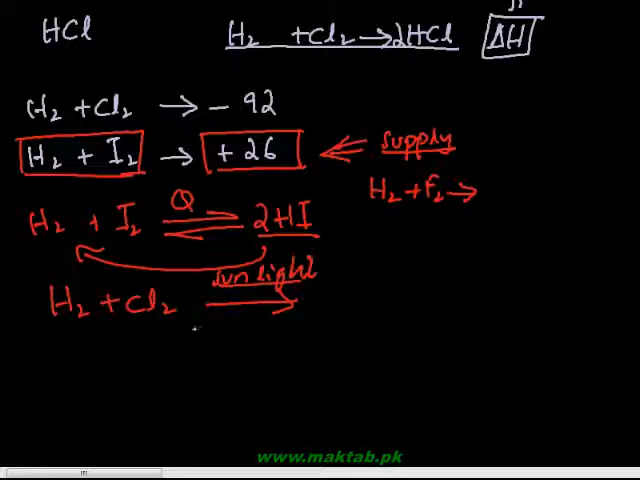 HCl
H₂ + Cl₂ → 2HCl ΔH
H₂ + Cl₂ → - 92
H₂ + I₂ → + 26 supply
H₂ + F₂ →
H₂ + I₂ Q ⇌ 2HI
sun light
H₂ + Cl₂ →
www.maktab.pk